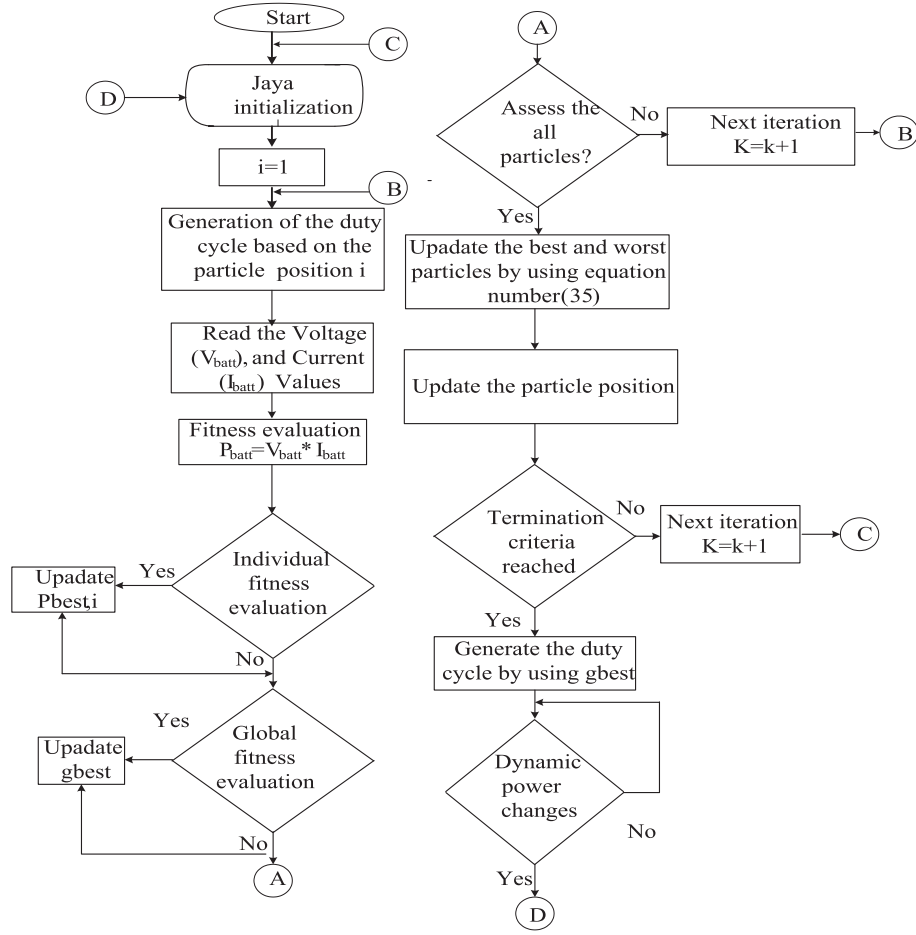 Start
C
D
Jaya
initialization
i=1
B
Generation of the duty
cycle based on the
particle position i
Read the Voltage
(Vbatt), and Current
(Ibatt) Values
Fitness evaluation
Pbatt=Vbatt* Ibatt
Individual
fitness
evaluation
Yes
Upadate
Pbest,i
No
Global
fitness
evaluation
Yes
Upadate
gbest
No
A
A
Assess the
all
particles?
No
Next iteration
K=k+1
B
Yes
Upadate the best and worst
particles by using equation
number(35)
Update the particle position
Termination
criteria
reached
No
Next iteration
K=k+1
C
Yes
Generate the duty
cycle by using gbest
Dynamic
power
changes
No
Yes
D